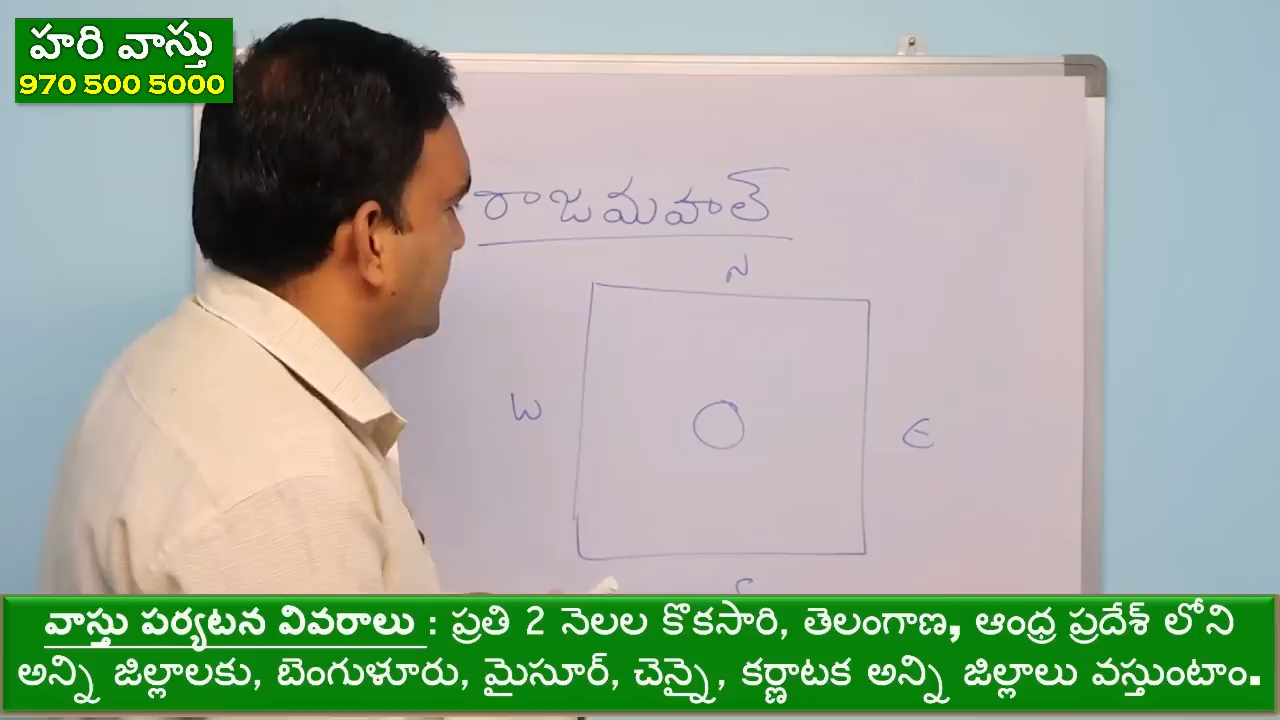 హరి వాస్తు
970 500 5000
రాజమహల్
N
W
E
S
వాస్తు పర్యటన వివరాలు : ప్రతి 2 నెలల కొకసారి, తెలంగాణ, ఆంధ్ర ప్రదేశ్ లోని
అన్ని జిల్లాలకు, బెంగుళూరు, మైసూర్, చెన్నై, కర్ణాటక అన్ని జిల్లాలు వస్తుంటాం.